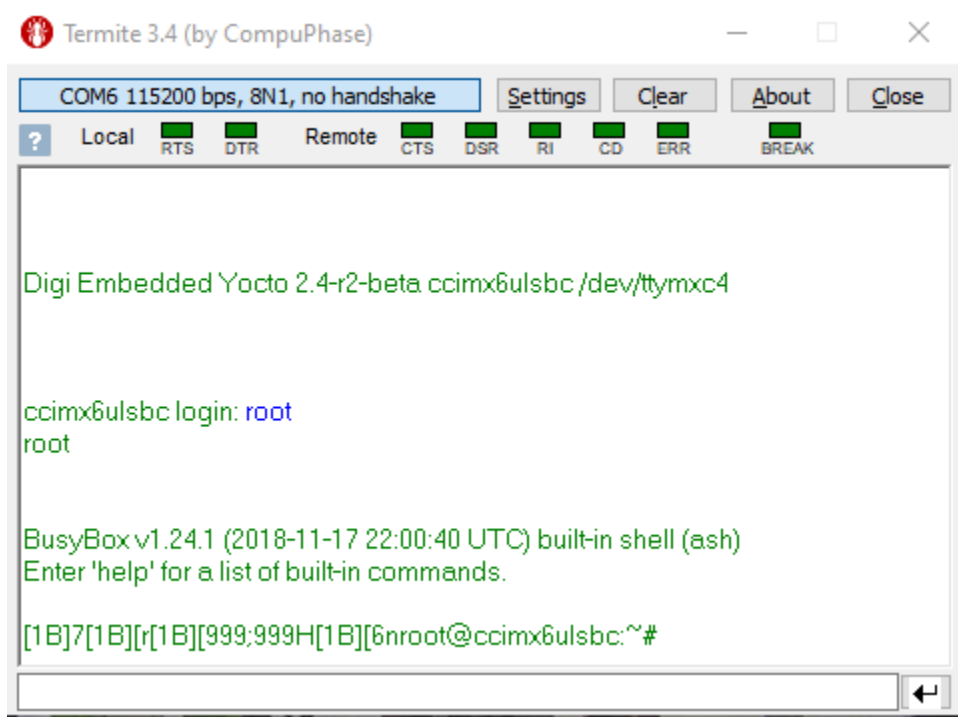 Termite 3.4 (by CompuPhase)
COM6 115200 bps, 8N1, no handshake Settings Clear About Close
? Local RTS DTR Remote CTS DSR RI CD ERR BREAK
Digi Embedded Yocto 2.4-r2-beta ccimx6ulsbc /dev/ttymxc4
ccimx6ulsbc login: root
root
BusyBox v1.24.1 (2018-11-17 22:00:40 UTC) built-in shell (ash)
Enter 'help' for a list of built-in commands.
[1B]7[1B][r[1B][999;999H[1B][6nroot@ccimx6ulsbc:~#